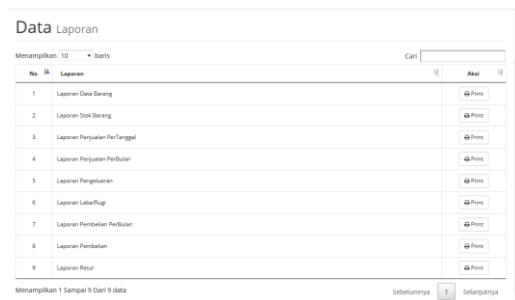 Data Laporan
Menampilkan 10 baris Cari
No Laporan Aksi
1 Laporan Data Barang Print
2 Laporan Stok Barang Print
3 Laporan Penjualan PerTanggal Print
4 Laporan Penjualan PerBulan Print
5 Laporan Pengeluaran Print
6 Laporan Laba/Rugi Print
7 Laporan Pembelian PerBulan Print
8 Laporan Pembelian Print
9 Laporan Retur Print
Menampilkan 1 Sampai 9 Dari 9 data Sebelumnya 1 Selanjutnya